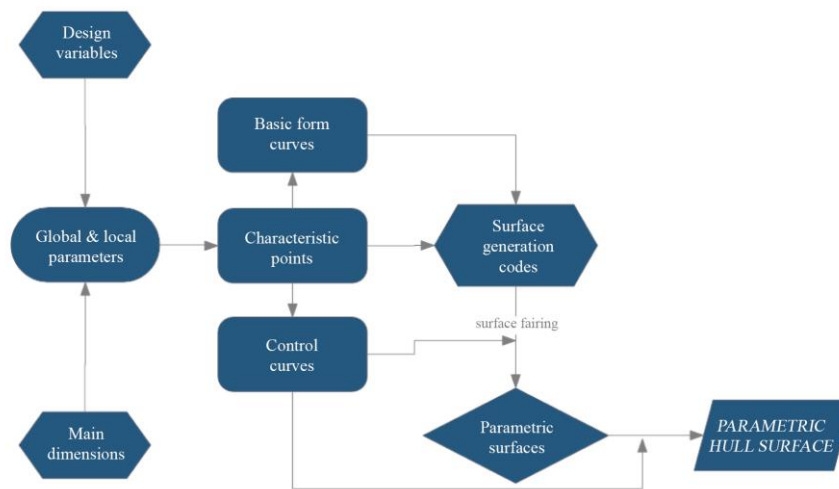 Design
variables
Basic form
curves
Global & local
parameters
Characteristic
points
Surface
generation
codes
surface fairing
Control
curves
Main
dimensions
Parametric
surfaces
PARAMETRIC
HULL SURFACE